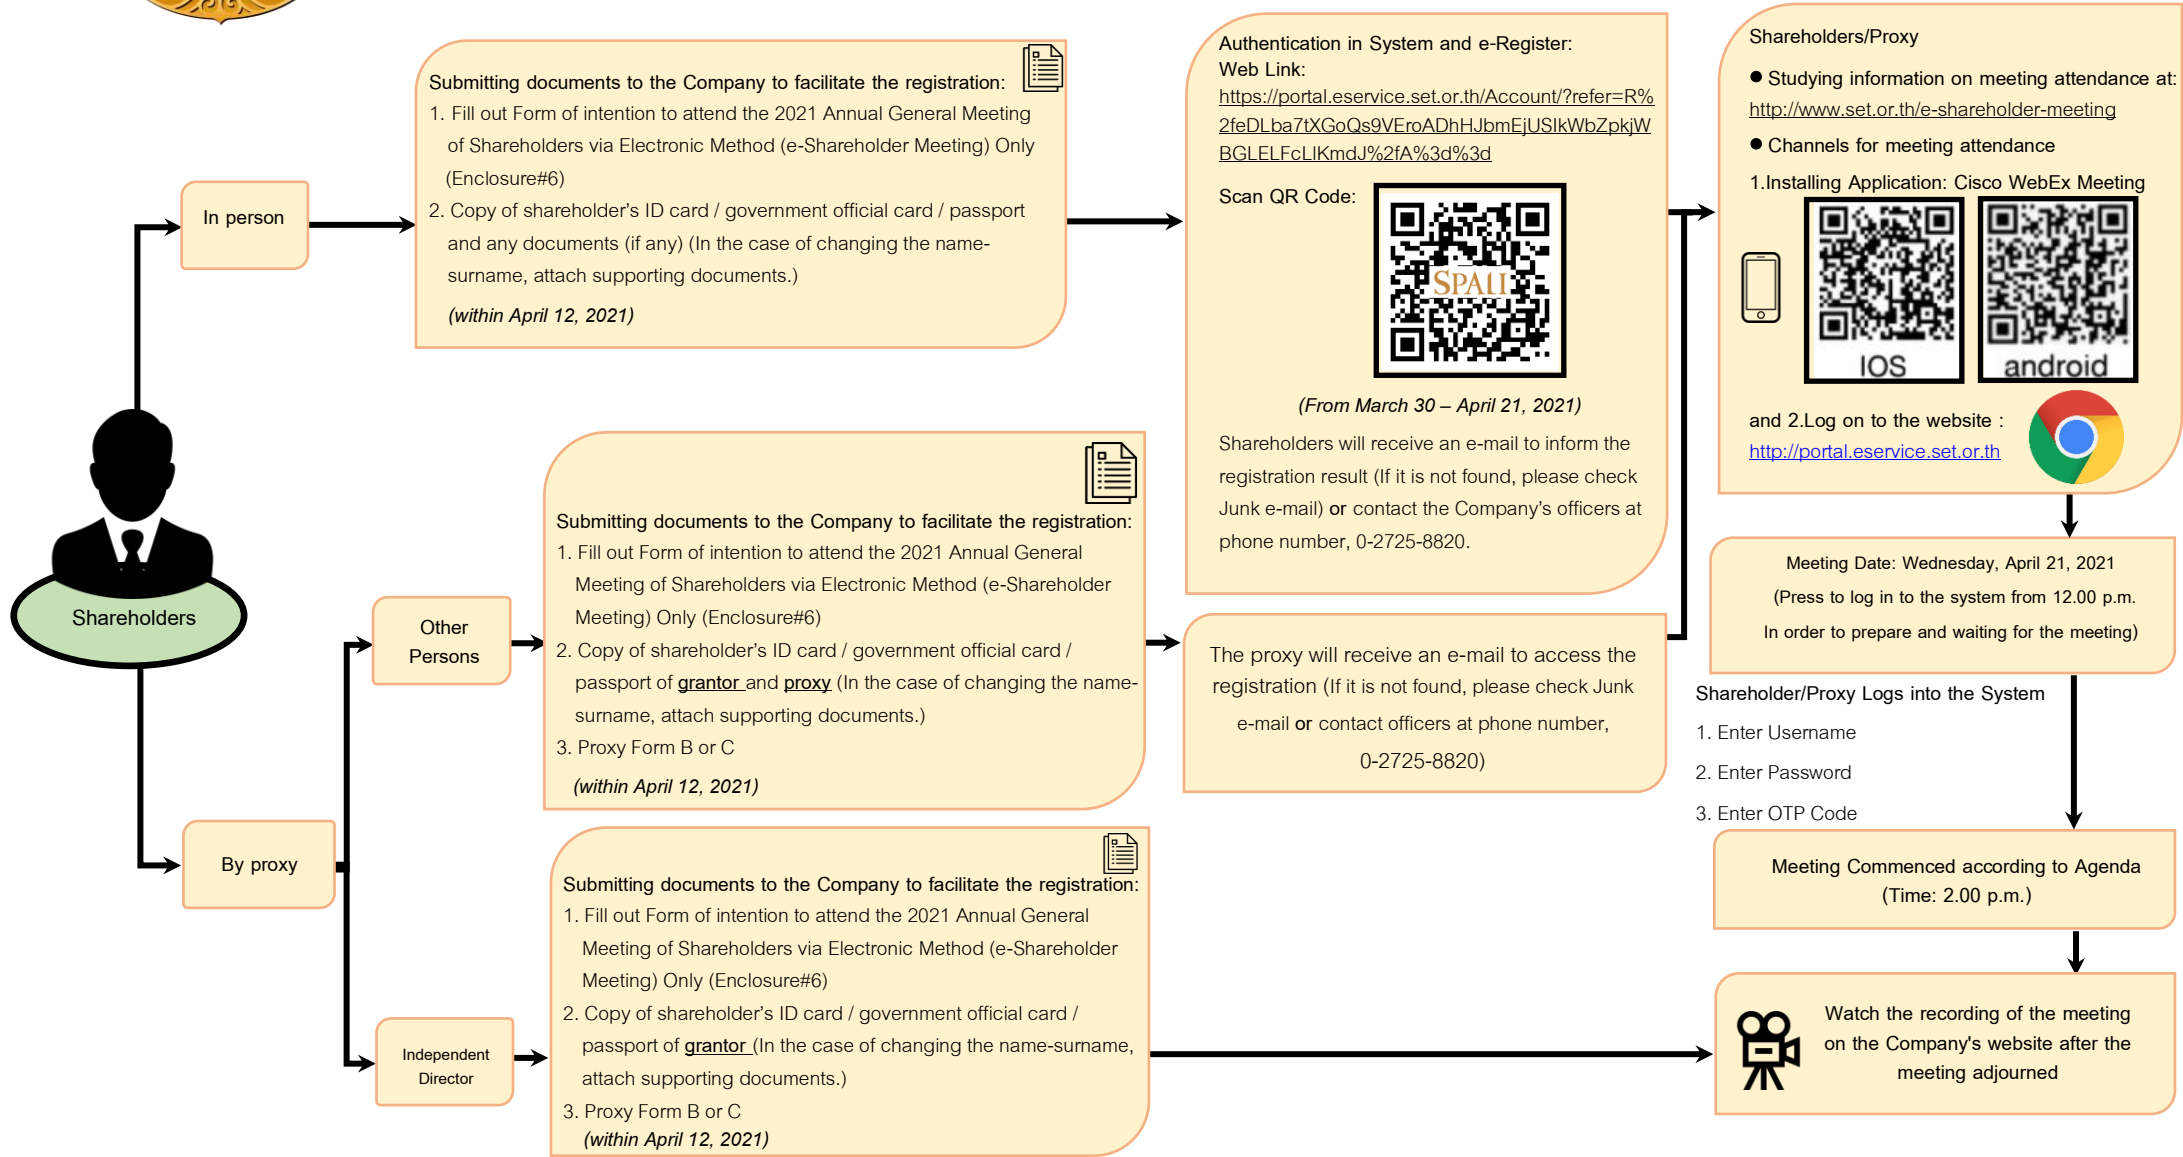 Shareholders
In person
Submitting documents to the Company to facilitate the registration:
1. Fill out Form of intention to attend the 2021 Annual General Meeting
of Shareholders via Electronic Method (e-Shareholder Meeting) Only
(Enclosure#6)
2. Copy of shareholder's ID card / government official card / passport
and any documents (if any) (In the case of changing the name-
surname, attach supporting documents.)
(within April 12, 2021)
Authentication in System and e-Register:
Web Link:
https://portal.eservice.set.or.th/Account/?refer=R%
2feDLba7tXGoQs9VEroADhHJbmEjUSIkWbZpkjW
BGLELFcLlKmdJ%2fA%3d%3d
Scan QR Code:
SPALI
(From March 30 – April 21, 2021)
Shareholders will receive an e-mail to inform the
registration result (If it is not found, please check
Junk e-mail) or contact the Company's officers at
phone number, 0-2725-8820.
Shareholders/Proxy
● Studying information on meeting attendance at:
http://www.set.or.th/e-shareholder-meeting
● Channels for meeting attendance
1.Installing Application: Cisco WebEx Meeting
IOS
android
and 2.Log on to the website :
http://portal.eservice.set.or.th
By proxy
Other
Persons
Submitting documents to the Company to facilitate the registration:
1. Fill out Form of intention to attend the 2021 Annual General
Meeting of Shareholders via Electronic Method (e-Shareholder
Meeting) Only (Enclosure#6)
2. Copy of shareholder's ID card / government official card /
passport of grantor and proxy (In the case of changing the name-
surname, attach supporting documents.)
3. Proxy Form B or C
(within April 12, 2021)
The proxy will receive an e-mail to access the
registration (If it is not found, please check Junk
e-mail or contact officers at phone number,
0-2725-8820)
Independent
Director
Submitting documents to the Company to facilitate the registration:
1. Fill out Form of intention to attend the 2021 Annual General
Meeting of Shareholders via Electronic Method (e-Shareholder
Meeting) Only (Enclosure#6)
2. Copy of shareholder's ID card / government official card /
passport of grantor (In the case of changing the name-surname,
attach supporting documents.)
3. Proxy Form B or C
(within April 12, 2021)
Meeting Date: Wednesday, April 21, 2021
(Press to log in to the system from 12.00 p.m.
In order to prepare and waiting for the meeting)
Shareholder/Proxy Logs into the System
1. Enter Username
2. Enter Password
3. Enter OTP Code
Meeting Commenced according to Agenda
(Time: 2.00 p.m.)
Watch the recording of the meeting
on the Company's website after the
meeting adjourned